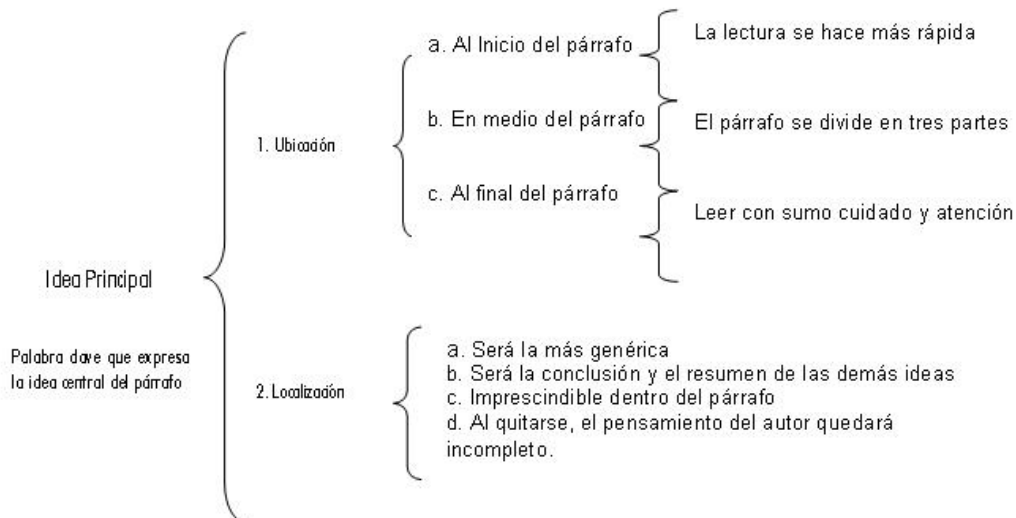 Idea Principal
Palabra clave que expresa
la idea central del párrafo
1. Ubicación
a. Al Inicio del párrafo
La lectura se hace más rápida
b. En medio del párrafo
El párrafo se divide en tres partes
c. Al final del párrafo
Leer con sumo cuidado y atención
2. Localización
a. Será la más genérica
b. Será la conclusión y el resumen de las demás ideas
c. Imprescindible dentro del párrafo
d. Al quitarse, el pensamiento del autor quedará
incompleto.